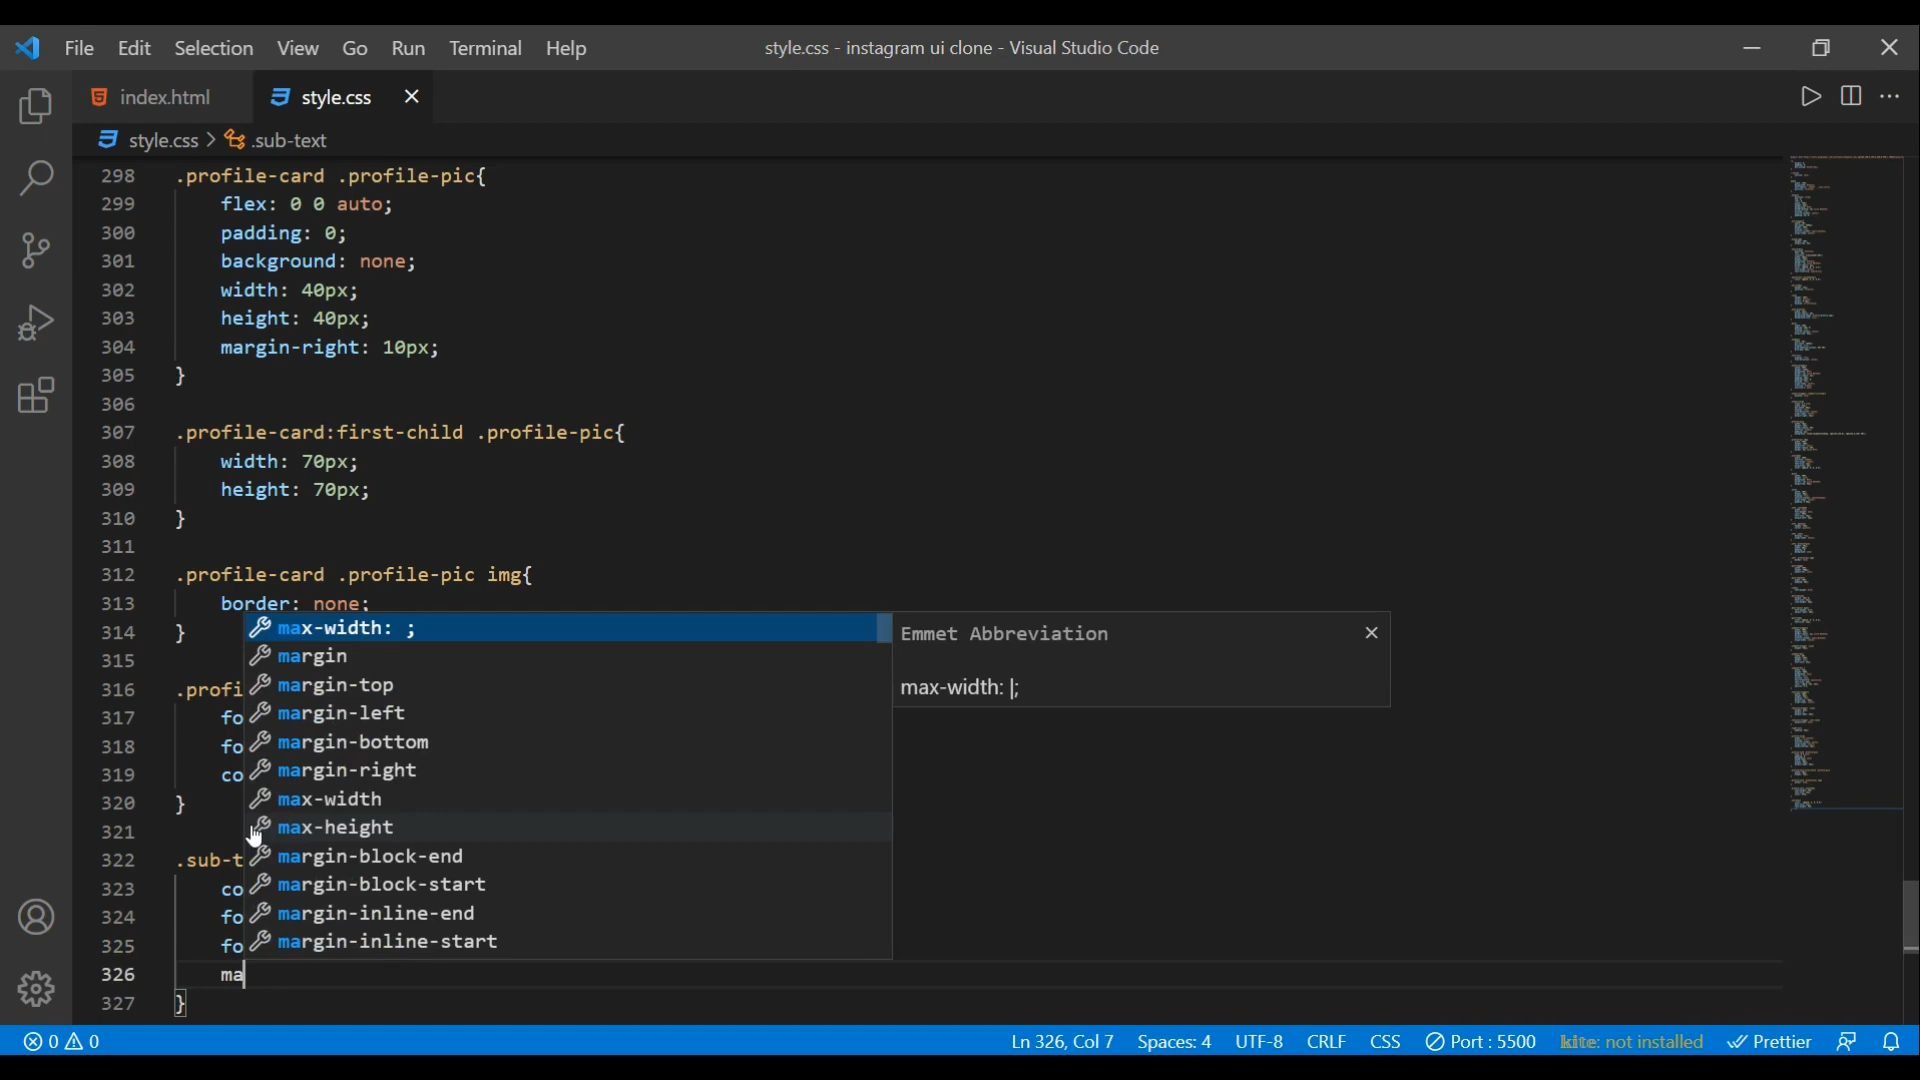 File Edit Selection View Go Run Terminal Help style.css - instagram ui clone - Visual Studio Code
index.html style.css
style.css > .sub-text
298 .profile-card .profile-pic{
299 flex: 0 0 auto;
300 padding: 0;
301 background: none;
302 width: 40px;
303 height: 40px;
304 margin-right: 10px;
305 }
306
307 .profile-card:first-child .profile-pic{
308 width: 70px;
309 height: 70px;
310 }
311
312 .profile-card .profile-pic img{
313 border: none;
314 }
315
316 .profi
317 fo
318 fo
319 co
320 }
321
322 .sub-t
323 co
324 fo
325 fo
326 ma
327 }
max-width: ;
margin
margin-top
margin-left
margin-bottom
margin-right
max-width
max-height
margin-block-end
margin-block-start
margin-inline-end
margin-inline-start
Emmet Abbreviation
max-width: |;
0 0 Ln 326, Col 7 Spaces: 4 UTF-8 CRLF CSS Port : 5500 kite: not installed Prettier